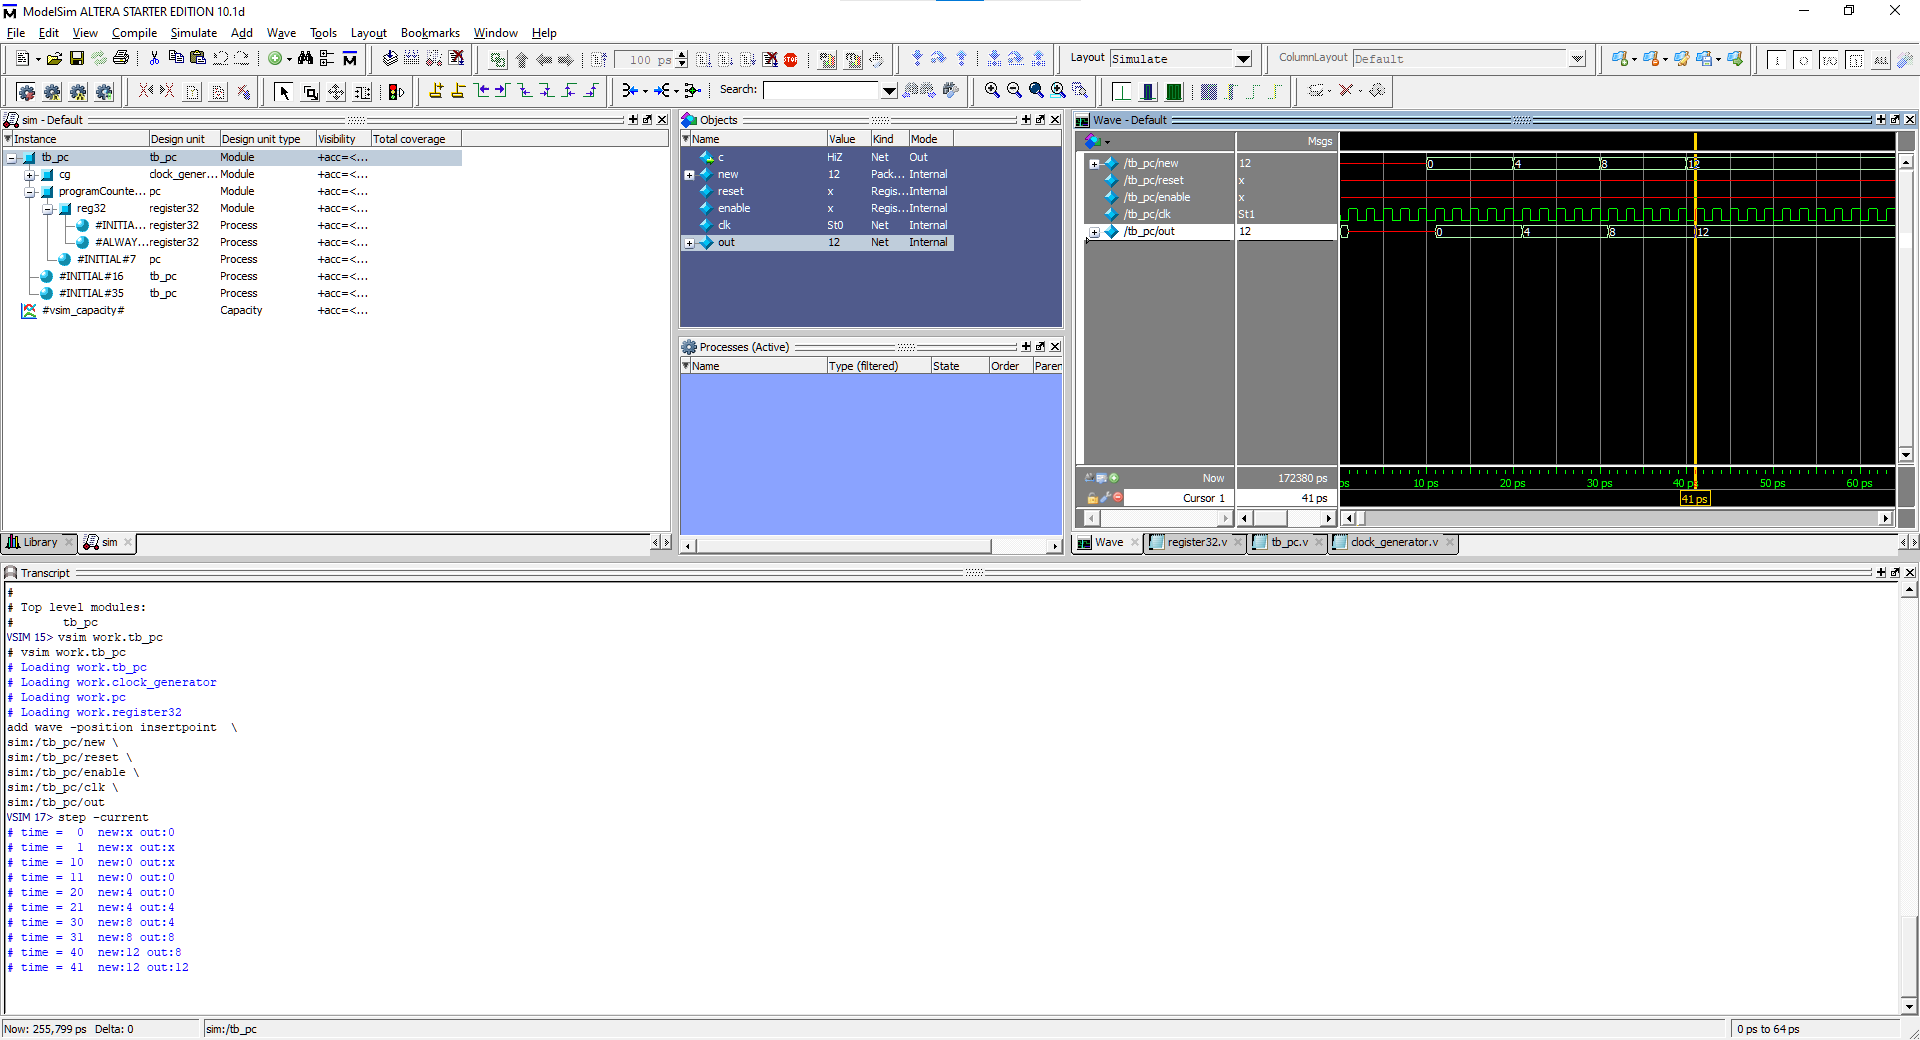 ModelSim ALTERA STARTER EDITION 10.1d
File Edit View Compile Simulate Add Wave Tools Layout Bookmarks Window Help
100 ps
STOP
Layout Simulate
ColumnLayout Default
ALL
Search:
sim - Default
Instance Design unit Design unit type Visibility Total coverage
tb_pc tb_pc Module +acc=<...
cg clock_gener... Module +acc=<...
programCounte... pc Module +acc=<...
reg32 register32 Module +acc=<...
#INITIA... register32 Process +acc=<...
#ALWAY... register32 Process +acc=<...
#INITIAL#7 pc Process +acc=<...
#INITIAL#16 tb_pc Process +acc=<...
#INITIAL#35 tb_pc Process +acc=<...
#vsim_capacity# Capacity +acc=<...
Library sim
Objects
Name Value Kind Mode
c HiZ Net Out
new 12 Pack... Internal
reset x Regis... Internal
enable x Regis... Internal
clk St0 Net Internal
out 12 Net Internal
Processes (Active)
Name Type (filtered) State Order Paren
Wave - Default
Msgs
/tb_pc/new 12 0 4 8 12
/tb_pc/reset x
/tb_pc/enable x
/tb_pc/clk St1
/tb_pc/out 12 0 4 8 12
Now 172380 ps ps 10 ps 20 ps 30 ps 40 ps 50 ps 60 ps
Cursor 1 41 ps 41 ps
Wave register32.v tb_pc.v clock_generator.v
Transcript
#
# Top level modules:
# tb_pc
VSIM 15> vsim work.tb_pc
# vsim work.tb_pc
# Loading work.tb_pc
# Loading work.clock_generator
# Loading work.pc
# Loading work.register32
add wave -position insertpoint \
sim:/tb_pc/new \
sim:/tb_pc/reset \
sim:/tb_pc/enable \
sim:/tb_pc/clk \
sim:/tb_pc/out
VSIM 17> step -current
# time = 0 new:x out:0
# time = 1 new:x out:x
# time = 10 new:0 out:x
# time = 11 new:0 out:0
# time = 20 new:4 out:0
# time = 21 new:4 out:4
# time = 30 new:8 out:4
# time = 31 new:8 out:8
# time = 40 new:12 out:8
# time = 41 new:12 out:12
Now: 255,799 ps Delta: 0 sim:/tb_pc 0 ps to 64 ps